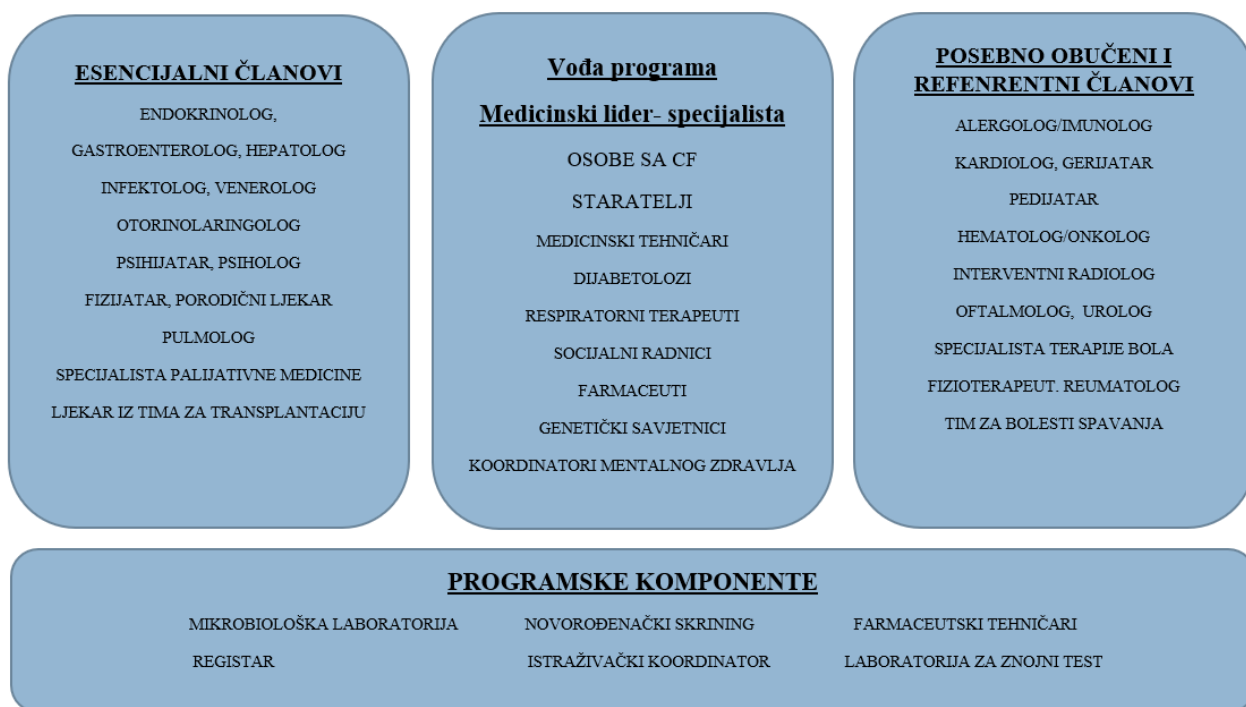 ESENCIJALNI ČLANOVI
ENDOKRINOLOG,
GASTROENTEROLOG, HEPATOLOG
INFEKTOLOG, VENEROLOG
OTORINOLARINGOLOG
PSIHIJATAR, PSIHOLOG
FIZIJATAR, PORODIČNI LJEKAR
PULMOLOG
SPECIJALISTA PALIJATIVNE MEDICINE
LJEKAR IZ TIMA ZA TRANSPLANTACIJU
Vođa programa
Medicinski lider- specijalista
OSOBE SA CF
STARATELJI
MEDICINSKI TEHNIČARI
DIJABETOLOZI
RESPIRATORNI TERAPEUTI
SOCIJALNI RADNICI
FARMACEUTI
GENETIČKI SAVJETNICI
KOORDINATORI MENTALNOG ZDRAVLJA
POSEBNO OBUČENI I
REFENRENTNI ČLANOVI
ALERGOLOG/IMUNOLOG
KARDIOLOG, GERIJATAR
PEDIJATAR
HEMATOLOG/ONKOLOG
INTERVENTNI RADIOLOG
OFTALMOLOG, UROLOG
SPECIJALISTA TERAPIJE BOLA
FIZIOTERAPEUT. REUMATOLOG
TIM ZA BOLESTI SPAVANJA
PROGRAMSKE KOMPONENTE
MIKROBIOLOŠKA LABORATORIJA NOVOROĐENAČKI SKRINING FARMACEUTSKI TEHNIČARI
REGISTAR ISTRAŽIVAČKI KOORDINATOR LABORATORIJA ZA ZNOJNI TEST